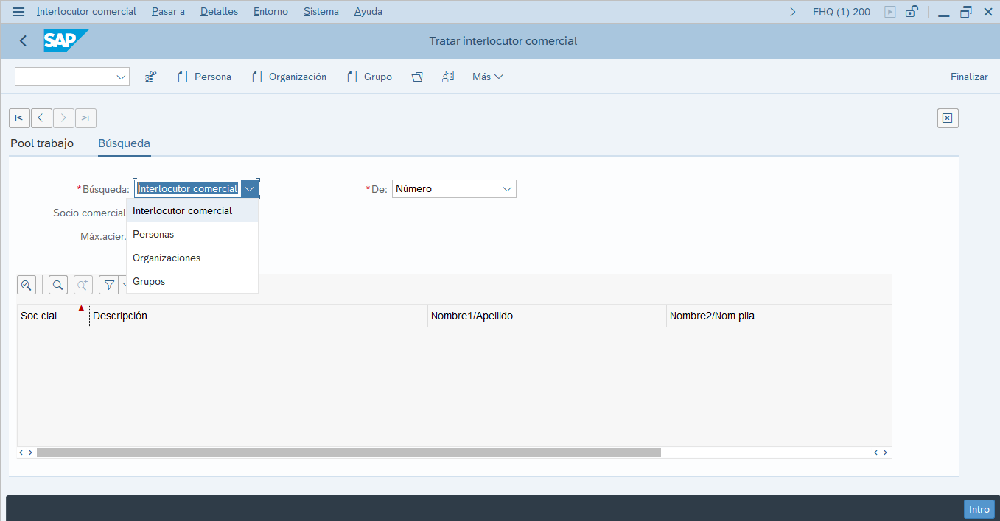 Interlocutor comercial Pasar a Detalles Entorno Sistema Ayuda FHQ (1) 200
SAP Tratar interlocutor comercial
Persona Organización Grupo Más Finalizar
Pool trabajo Búsqueda
*Búsqueda: Interlocutor comercial *De: Número
Socio comercial Interlocutor comercial
Máx.acier. Personas
Organizaciones
Grupos
Soc.cial. Descripción Nombre1/Apellido Nombre2/Nom.pila
Intro